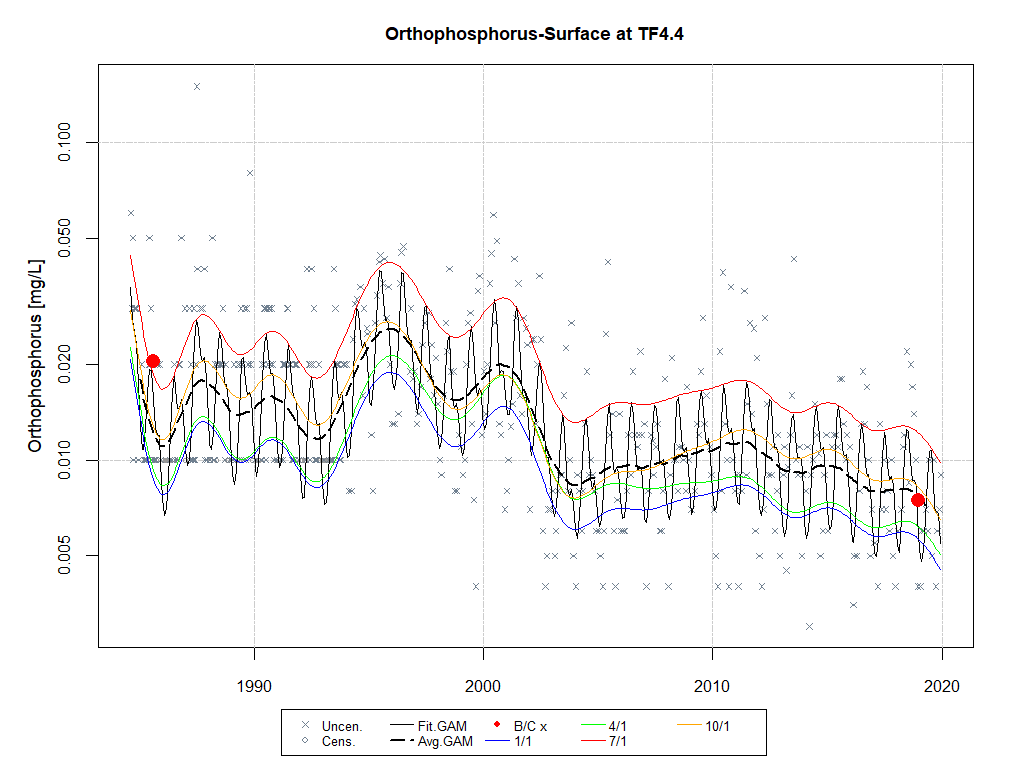 Orthophosphorus-Surface at TF4.4
Orthophosphorus [mg/L]
0.100
0.050
0.020
0.010
0.005
1990 2000 2010 2020
Uncen. Fit.GAM B/C x 4/1 10/1
Cens. Avg.GAM 1/1 7/1